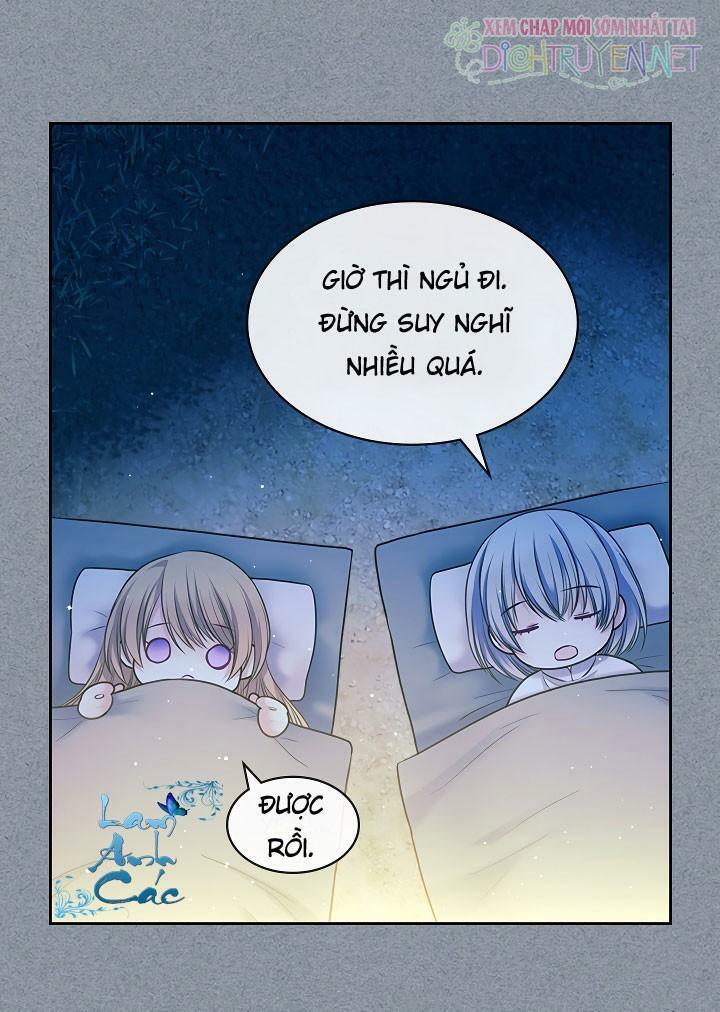 XEM CHAP MỚI SỚM NHẤT TẠI
DICHTRUYEN.NET
GIỜ THÌ NGỦ ĐI.
ĐỪNG SUY NGHĨ
NHIỀU QUÁ.
ĐƯỢC
RỒI.
Lam
Anh
Các